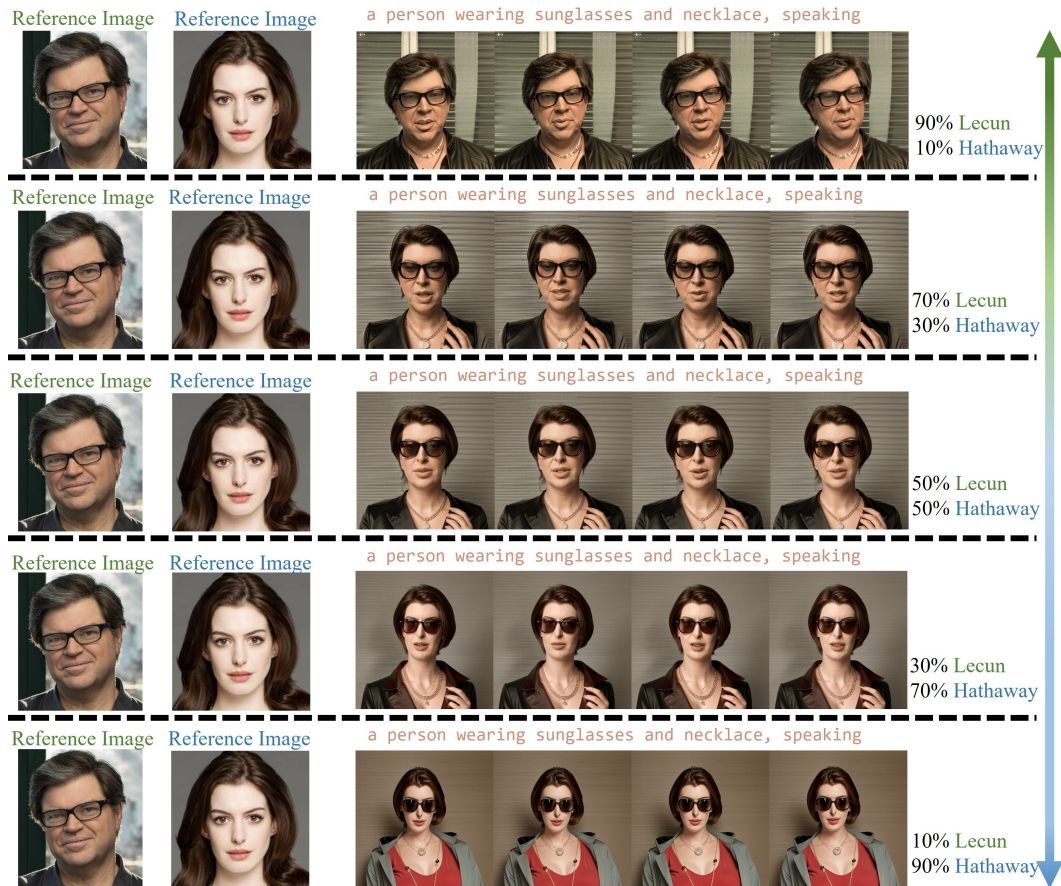 Reference Image
Reference Image
a person wearing sunglasses and necklace, speaking
90% Lecun
10% Hathaway
Reference Image
Reference Image
a person wearing sunglasses and necklace, speaking
70% Lecun
30% Hathaway
Reference Image
Reference Image
a person wearing sunglasses and necklace, speaking
50% Lecun
50% Hathaway
Reference Image
Reference Image
a person wearing sunglasses and necklace, speaking
30% Lecun
70% Hathaway
Reference Image
Reference Image
a person wearing sunglasses and necklace, speaking
10% Lecun
90% Hathaway